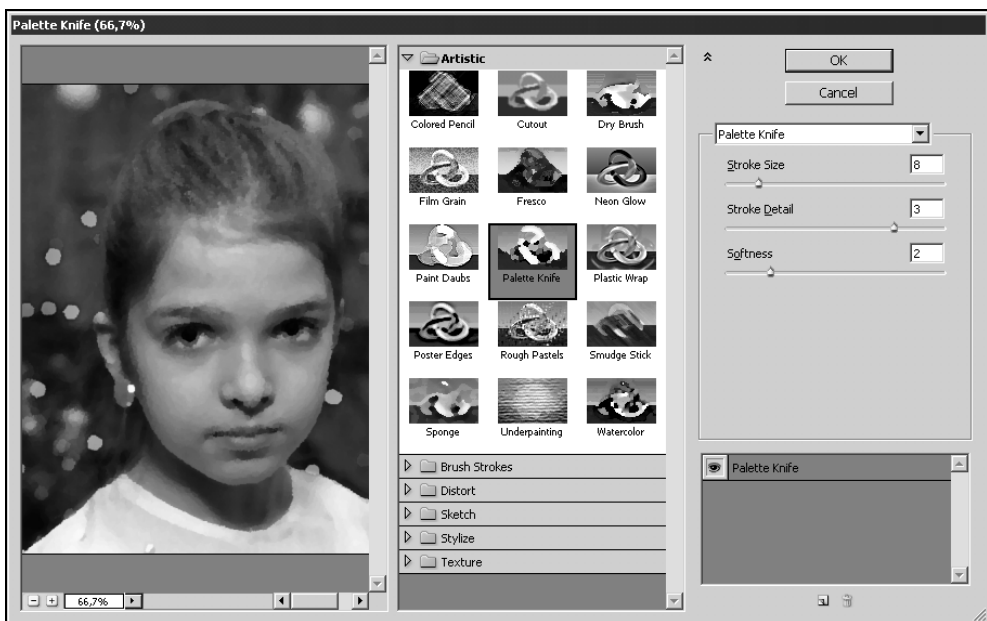 Palette Knife (66,7%)
Artistic
Colored Pencil
Cutout
Dry Brush
Film Grain
Fresco
Neon Glow
Paint Daubs
Palette Knife
Plastic Wrap
Poster Edges
Rough Pastels
Smudge Stick
Sponge
Underpainting
Watercolor
Brush Strokes
Distort
Sketch
Stylize
Texture
66,7%
OK
Cancel
Palette Knife
Stroke Size 8
Stroke Detail 3
Softness 2
Palette Knife